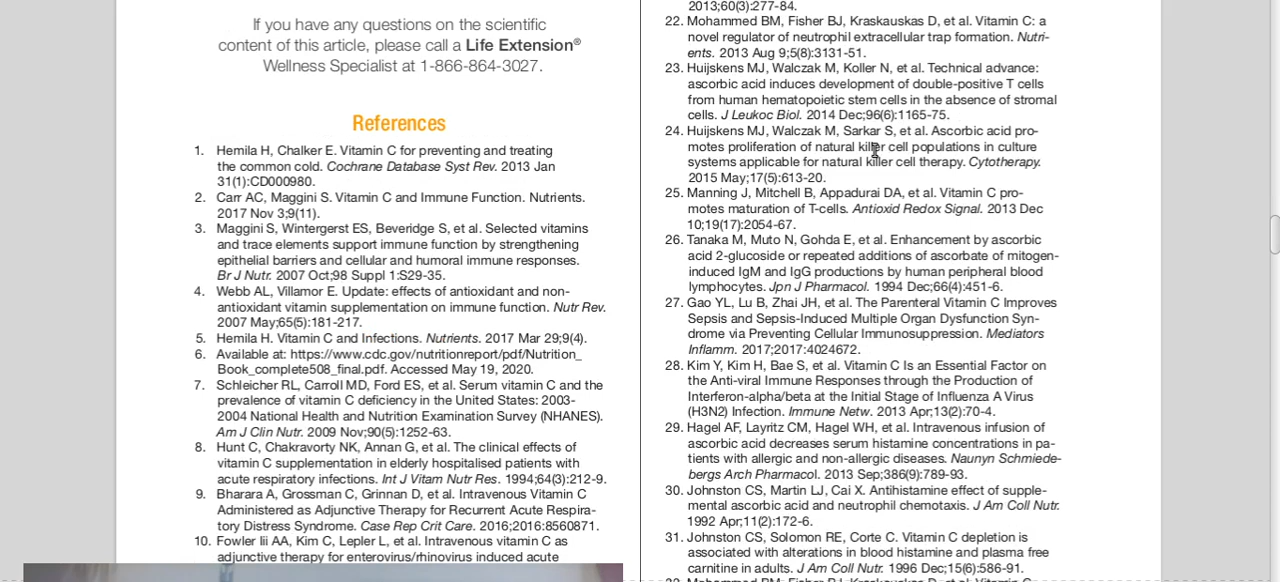 If you have any questions on the scientific
content of this article, please call a Life Extension®
Wellness Specialist at 1-866-864-3027.
References
1. Hemila H, Chalker E. Vitamin C for preventing and treating
the common cold. Cochrane Database Syst Rev. 2013 Jan
31(1):CD000980.
2. Carr AC, Maggini S. Vitamin C and Immune Function. Nutrients.
2017 Nov 3;9(11).
3. Maggini S, Wintergerst ES, Beveridge S, et al. Selected vitamins
and trace elements support immune function by strengthening
epithelial barriers and cellular and humoral immune responses.
Br J Nutr. 2007 Oct;98 Suppl 1:S29-35.
4. Webb AL, Villamor E. Update: effects of antioxidant and non-
antioxidant vitamin supplementation on immune function. Nutr Rev.
2007 May;65(5):181-217.
5. Hemila H. Vitamin C and Infections. Nutrients. 2017 Mar 29;9(4).
6. Available at: https://www.cdc.gov/nutritionreport/pdf/Nutrition_
Book_complete508_final.pdf. Accessed May 19, 2020.
7. Schleicher RL, Carroll MD, Ford ES, et al. Serum vitamin C and the
prevalence of vitamin C deficiency in the United States: 2003-
2004 National Health and Nutrition Examination Survey (NHANES).
Am J Clin Nutr. 2009 Nov;90(5):1252-63.
8. Hunt C, Chakravorty NK, Annan G, et al. The clinical effects of
vitamin C supplementation in elderly hospitalised patients with
acute respiratory infections. Int J Vitam Nutr Res. 1994;64(3):212-9.
9. Bharara A, Grossman C, Grinnan D, et al. Intravenous Vitamin C
Administered as Adjunctive Therapy for Recurrent Acute Respira-
tory Distress Syndrome. Case Rep Crit Care. 2016;2016:8560871.
10. Fowler Iii AA, Kim C, Lepler L, et al. Intravenous vitamin C as
adjunctive therapy for enterovirus/rhinovirus induced acute
2013;60(3):277-84.
22. Mohammed BM, Fisher BJ, Kraskauskas D, et al. Vitamin C: a
novel regulator of neutrophil extracellular trap formation. Nutri-
ents. 2013 Aug 9;5(8):3131-51.
23. Huijskens MJ, Walczak M, Koller N, et al. Technical advance:
ascorbic acid induces development of double-positive T cells
from human hematopoietic stem cells in the absence of stromal
cells. J Leukoc Biol. 2014 Dec;96(6):1165-75.
24. Huijskens MJ, Walczak M, Sarkar S, et al. Ascorbic acid pro-
motes proliferation of natural killer cell populations in culture
systems applicable for natural killer cell therapy. Cytotherapy.
2015 May;17(5):613-20.
25. Manning J, Mitchell B, Appadurai DA, et al. Vitamin C pro-
motes maturation of T-cells. Antioxid Redox Signal. 2013 Dec
10;19(17):2054-67.
26. Tanaka M, Muto N, Gohda E, et al. Enhancement by ascorbic
acid 2-glucoside or repeated additions of ascorbate of mitogen-
induced IgM and IgG productions by human peripheral blood
lymphocytes. Jpn J Pharmacol. 1994 Dec;66(4):451-6.
27. Gao YL, Lu B, Zhai JH, et al. The Parenteral Vitamin C Improves
Sepsis and Sepsis-Induced Multiple Organ Dysfunction Syn-
drome via Preventing Cellular Immunosuppression. Mediators
Inflamm. 2017;2017:4024672.
28. Kim Y, Kim H, Bae S, et al. Vitamin C Is an Essential Factor on
the Anti-viral Immune Responses through the Production of
Interferon-alpha/beta at the Initial Stage of Influenza A Virus
(H3N2) Infection. Immune Netw. 2013 Apr;13(2):70-4.
29. Hagel AF, Layritz CM, Hagel WH, et al. Intravenous infusion of
ascorbic acid decreases serum histamine concentrations in pa-
tients with allergic and non-allergic diseases. Naunyn Schmiede-
bergs Arch Pharmacol. 2013 Sep;386(9):789-93.
30. Johnston CS, Martin LJ, Cai X. Antihistamine effect of supple-
mental ascorbic acid and neutrophil chemotaxis. J Am Coll Nutr.
1992 Apr;11(2):172-6.
31. Johnston CS, Solomon RE, Corte C. Vitamin C depletion is
associated with alterations in blood histamine and plasma free
carnitine in adults. J Am Coll Nutr. 1996 Dec;15(6):586-91.